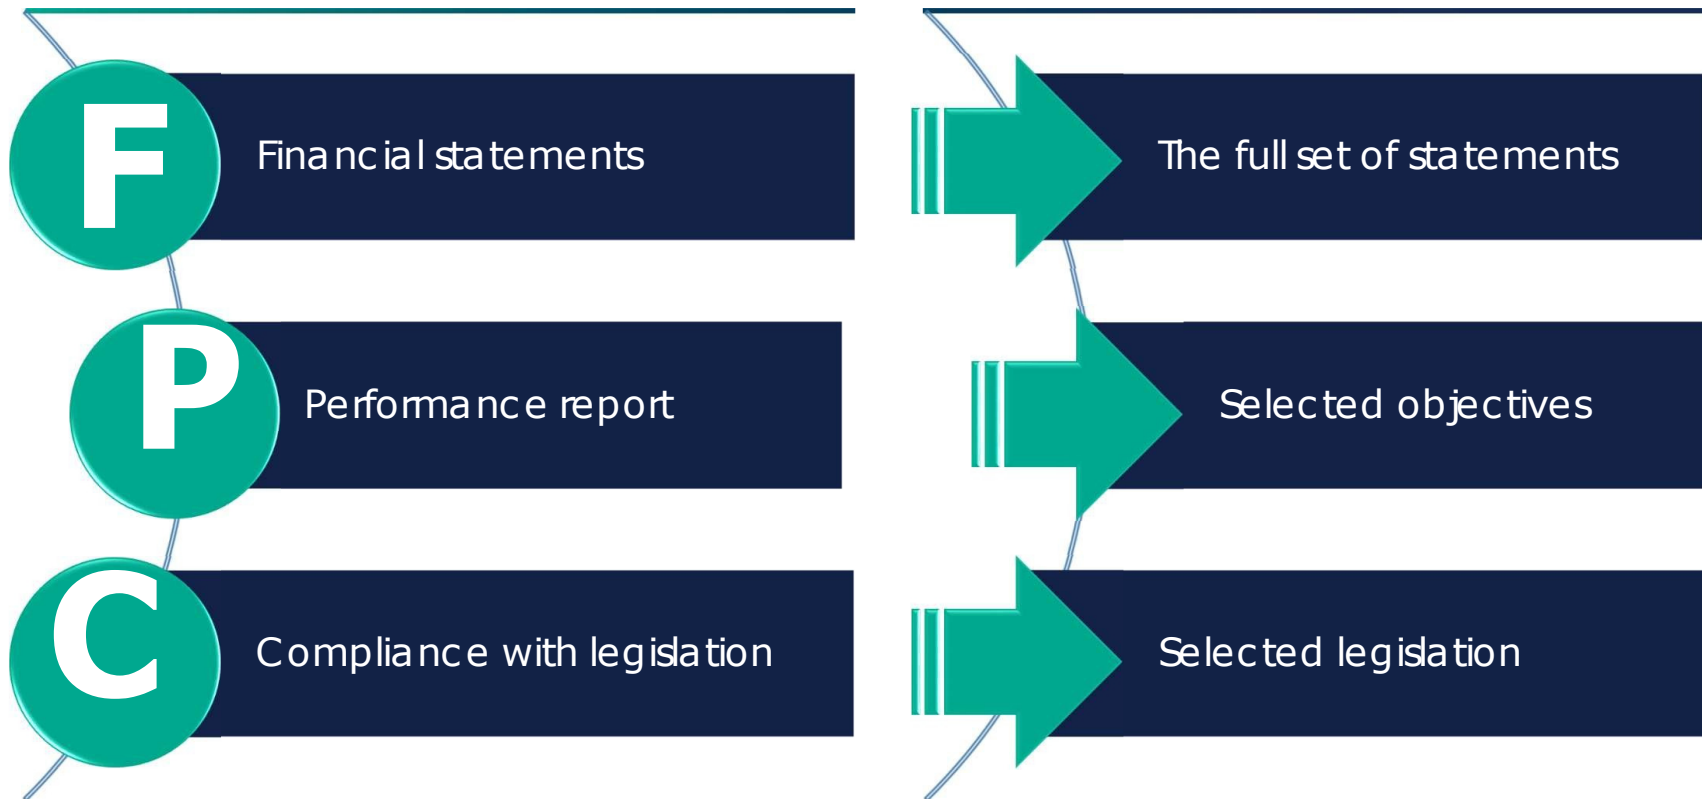 F
Financial statements
The full set of statements
P
Performance report
Selected objectives
C
Compliance with legislation
Selected legislation